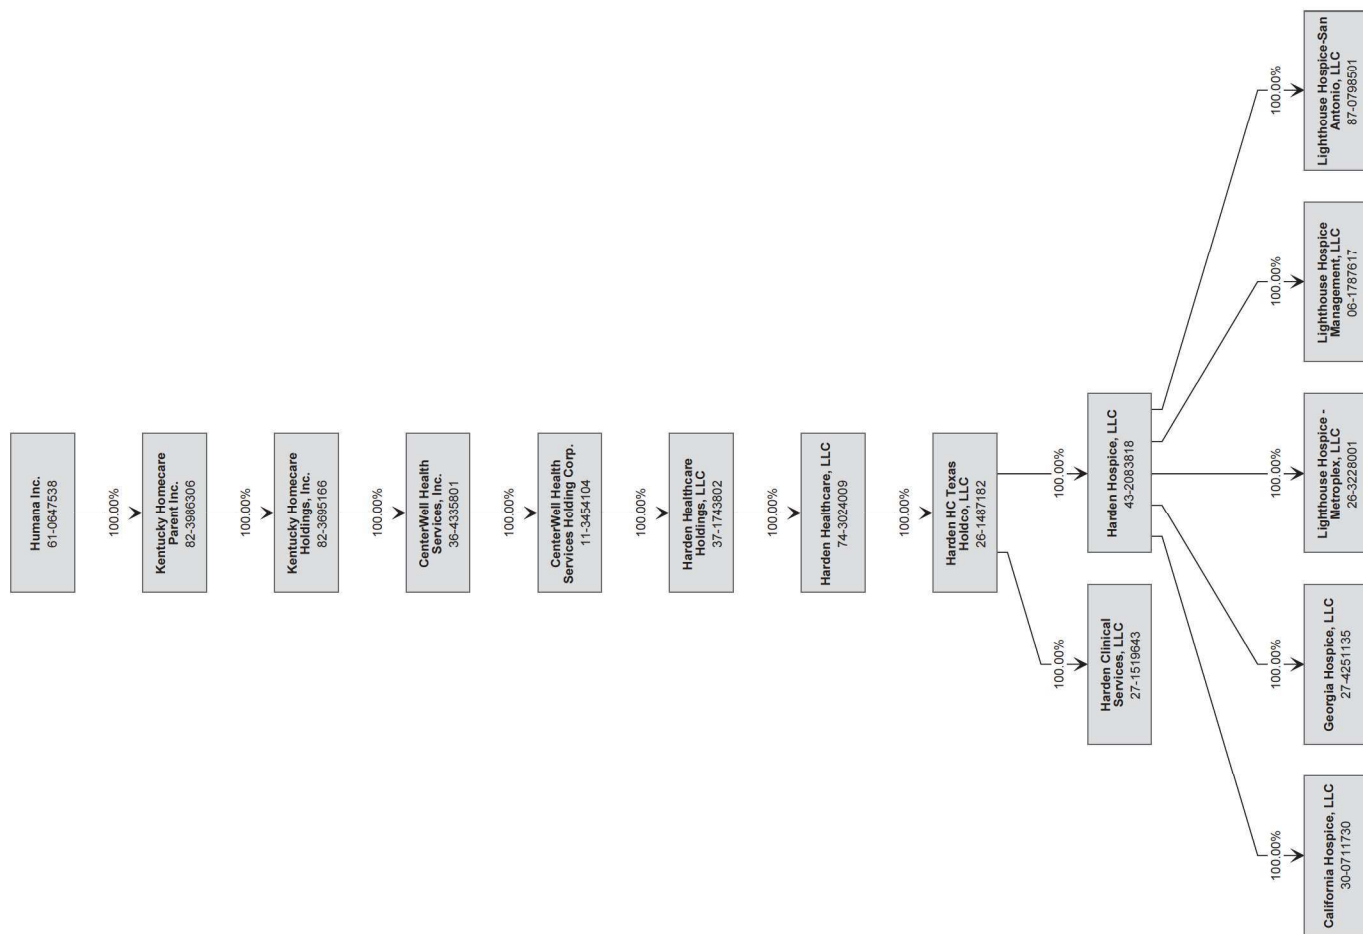 Humana Inc.
61-0647538
100.00%
Kentucky Homecare
Parent Inc.
82-3986306
100.00%
Kentucky Homecare
Holdings, Inc.
82-3695166
100.00%
CenterWell Health
Services, Inc.
36-4335801
100.00%
CenterWell Health
Services Holding Corp.
11-3454104
100.00%
Harden Healthcare
Holdings, LLC
37-1743802
100.00%
Harden Healthcare, LLC
74-3024009
100.00%
Harden HC Texas
Holdco, LLC
26-1487182
100.00%
Harden Clinical
Services, LLC
27-1519643
100.00%
Harden Hospice, LLC
43-2083818
100.00%
California Hospice, LLC
30-0711730
100.00%
Georgia Hospice, LLC
27-4251135
100.00%
Lighthouse Hospice -
Metroplex, LLC
26-3228001
100.00%
Lighthouse Hospice
Management, LLC
06-1787617
100.00%
Lighthouse Hospice-San
Antonio, LLC
87-0798501